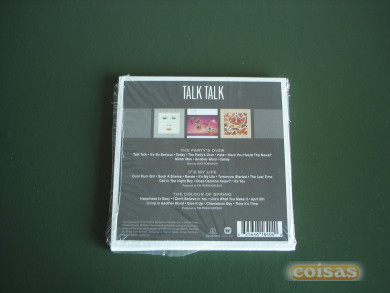 TALK TALK
THE PARTY'S OVER
Talk Talk • It's So Serious • Today • The Party's Over • Hate • Have You Heard The News?
Mirror Man • Another Word • Candy
IT'S MY LIFE
Dum Dum Girl • Such A Shame • Renée • It's My Life • Tomorrow Started • The Last Time
Call In The Night Boy • Does Caroline Know? • It's You
THE COLOUR OF SPRING
Happiness Is Easy • I Don't Believe In You • Life's What You Make It • April 5th
Living In Another World • Give It Up • Chameleon Day • Time It's Time
coisas